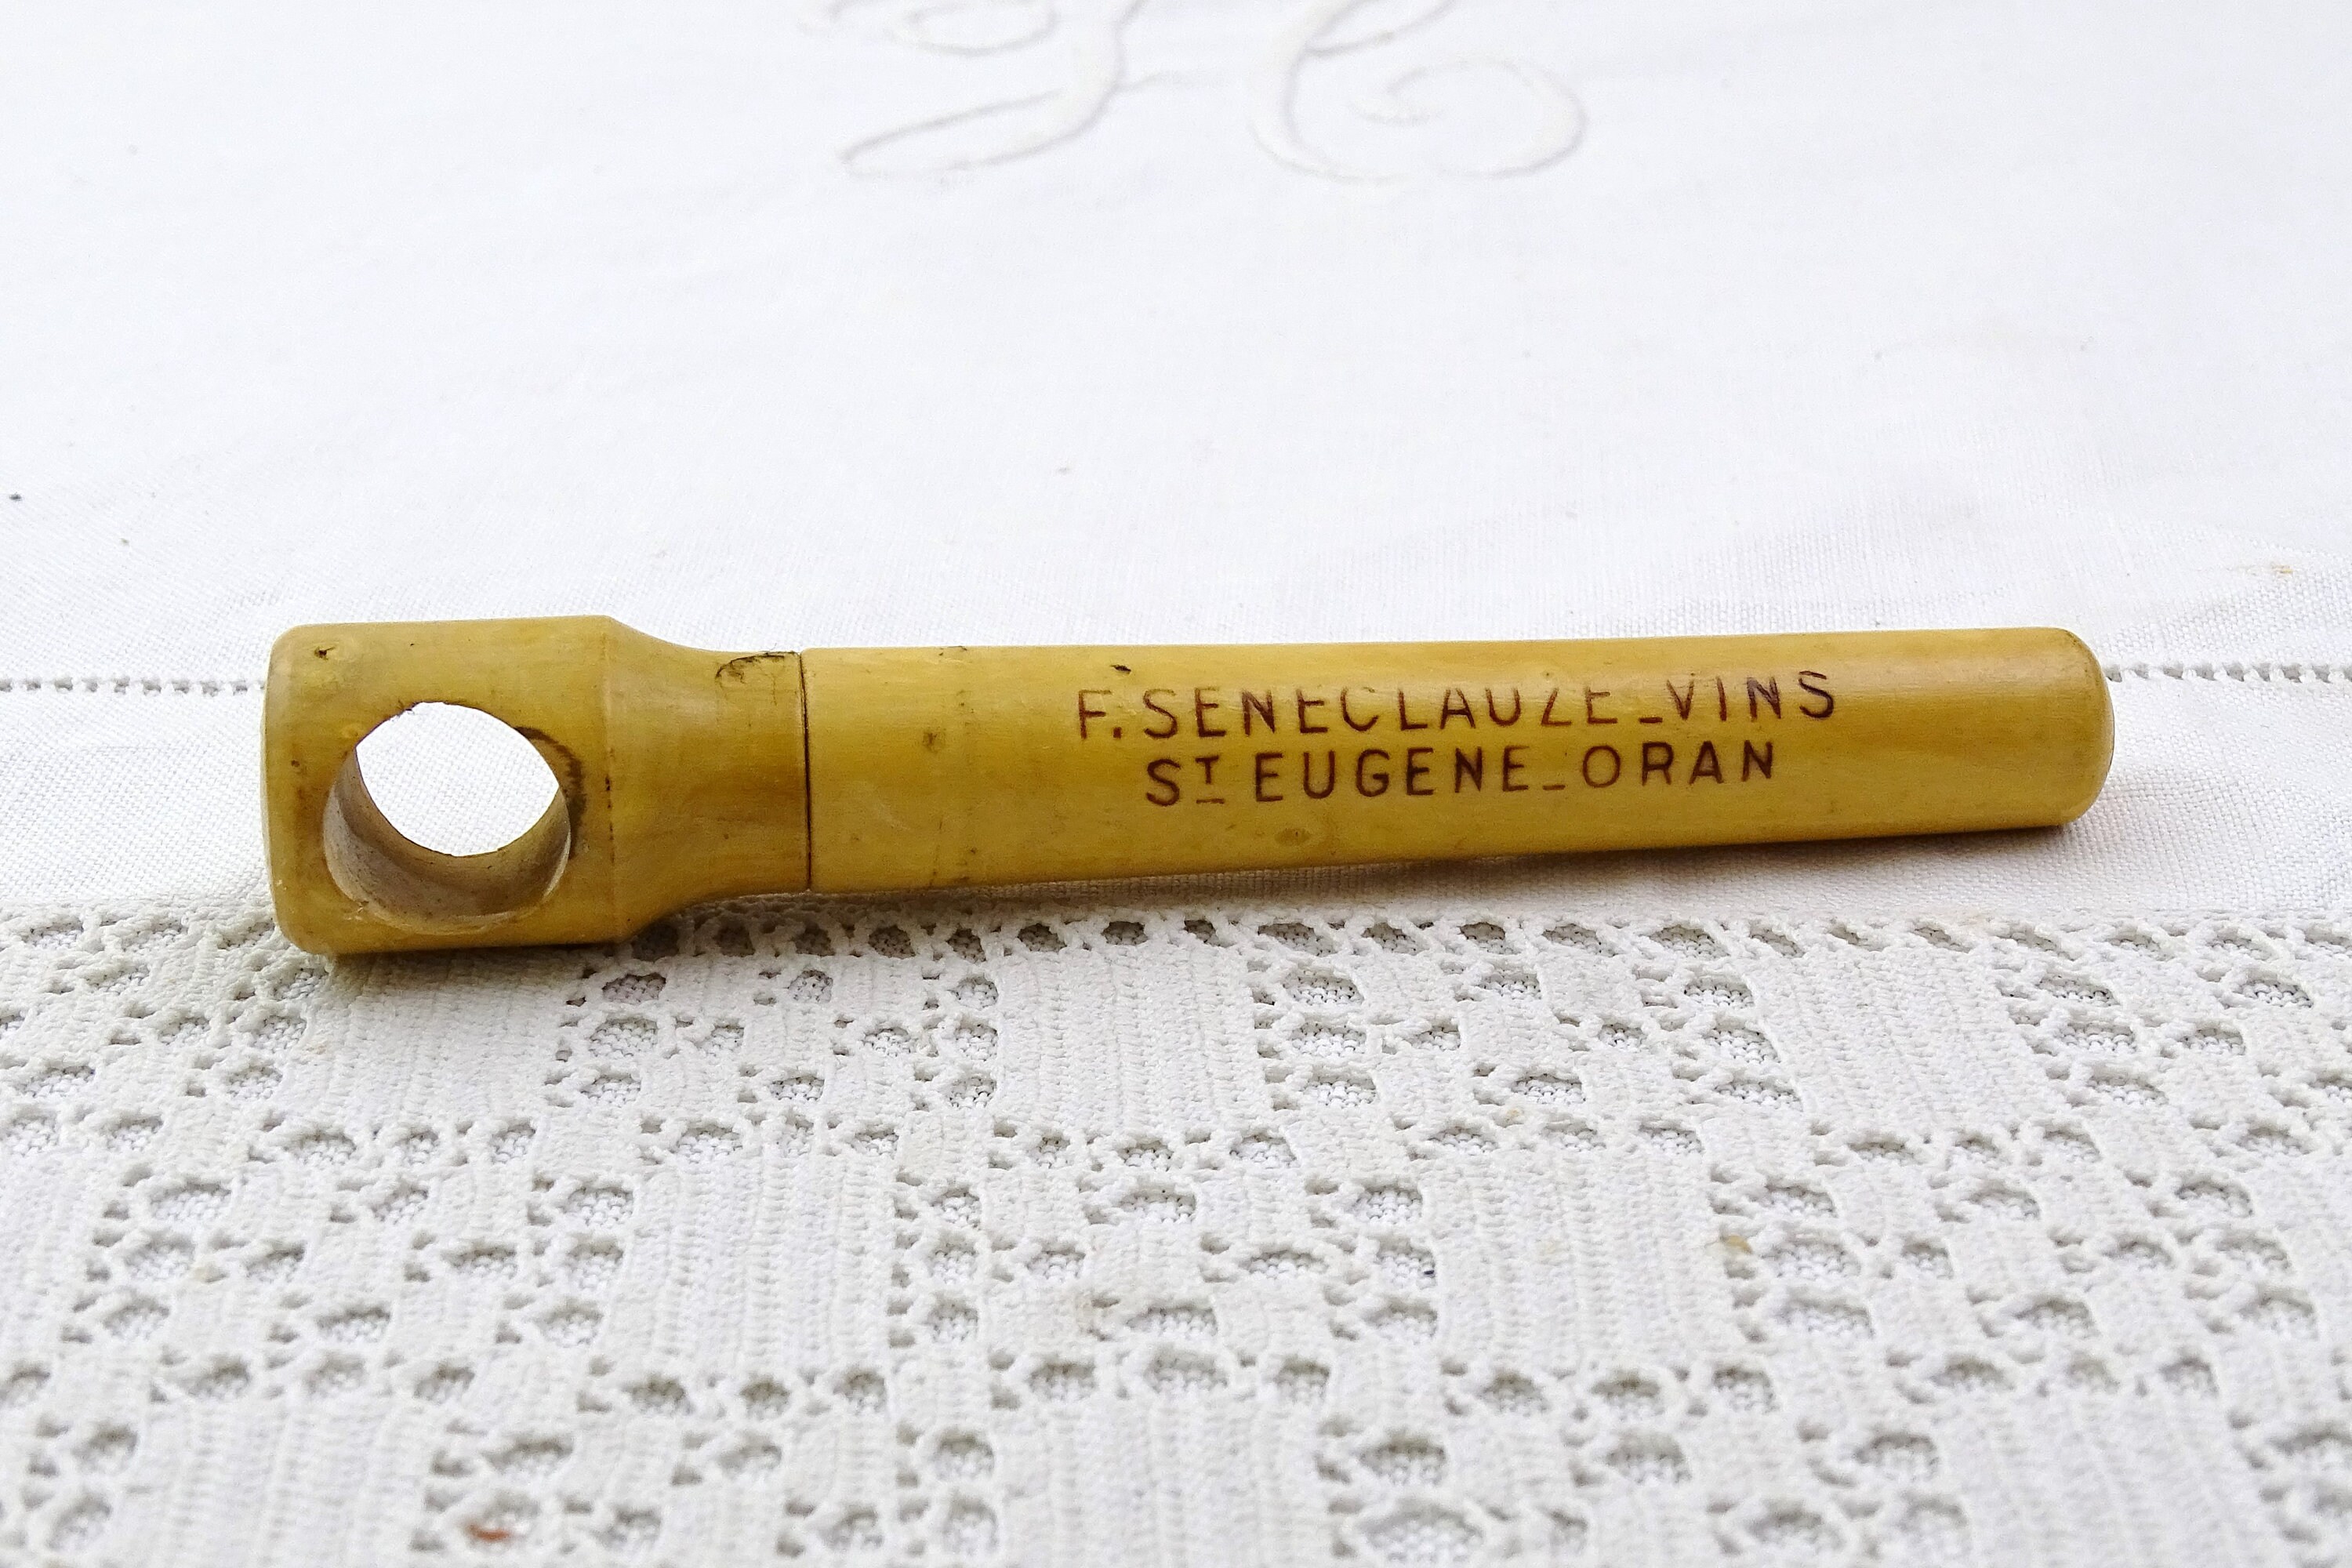 F. SENECLAUZE_VINS
ST EUGENE_ORAN